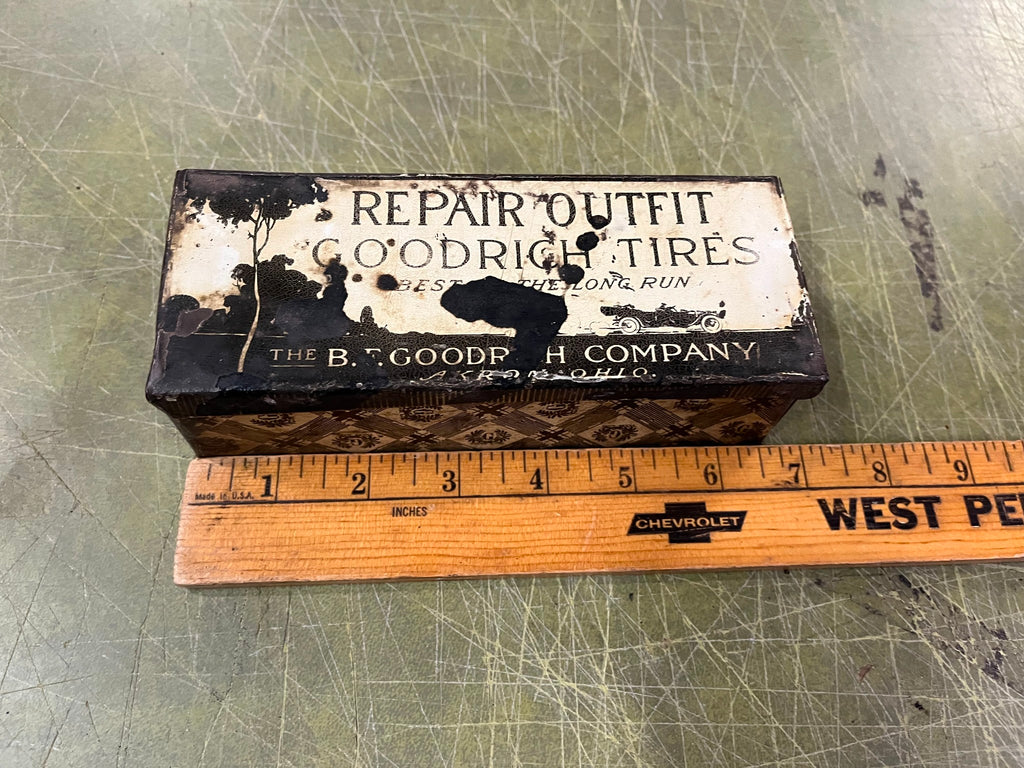 REPAIR OUTFIT
GOODRICH TIRES
BEST THE LONG RUN
THE B. F. GOODRICH COMPANY
AKRON, OHIO.
1 2 3 4 5 6 7 8 9
Made in U.S.A.
INCHES
CHEVROLET
WEST PE